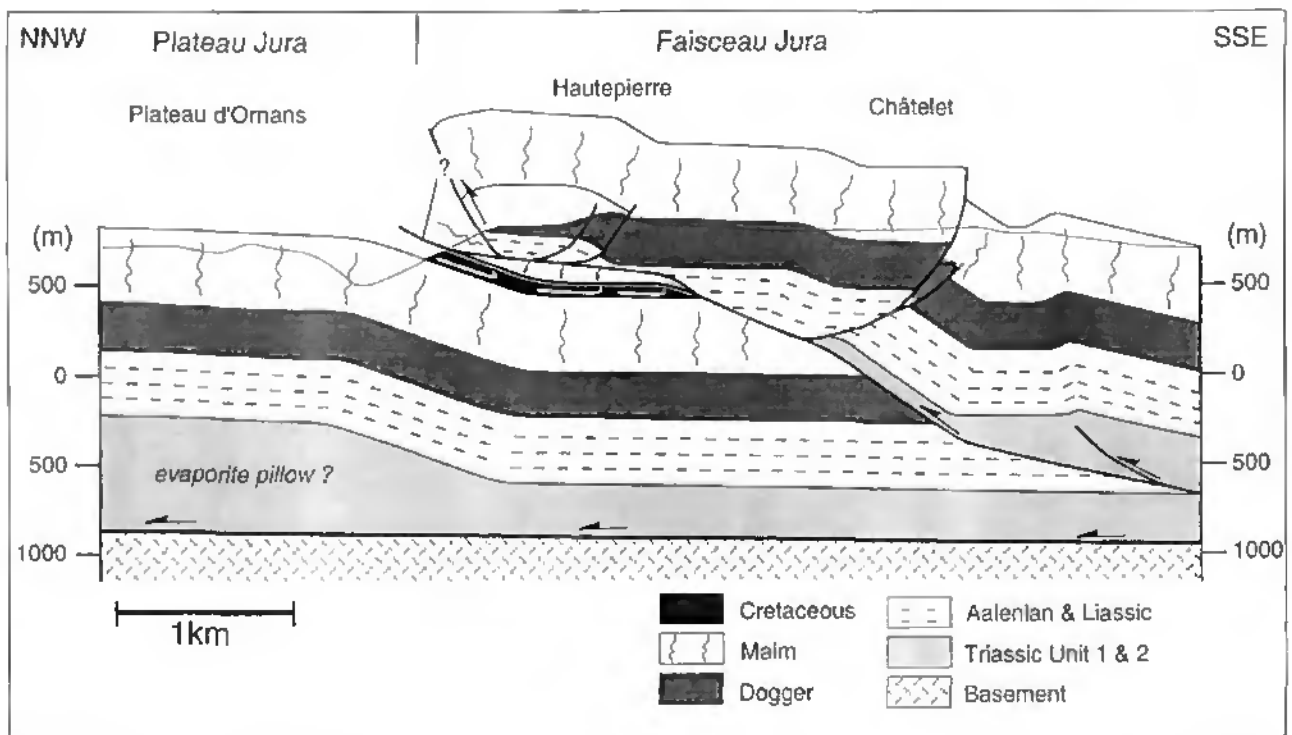 NNW Plateau Jura Faisceau Jura SSE
Hautepierre
Plateau d'Ornans Châtelet
?
(m) (m)
500 500
0 0
500 500
evaporite pillow ?
1000 1000
1km
Cretaceous Aalenian & Liassic
Malm Triassic Unit 1 & 2
Dogger Basement